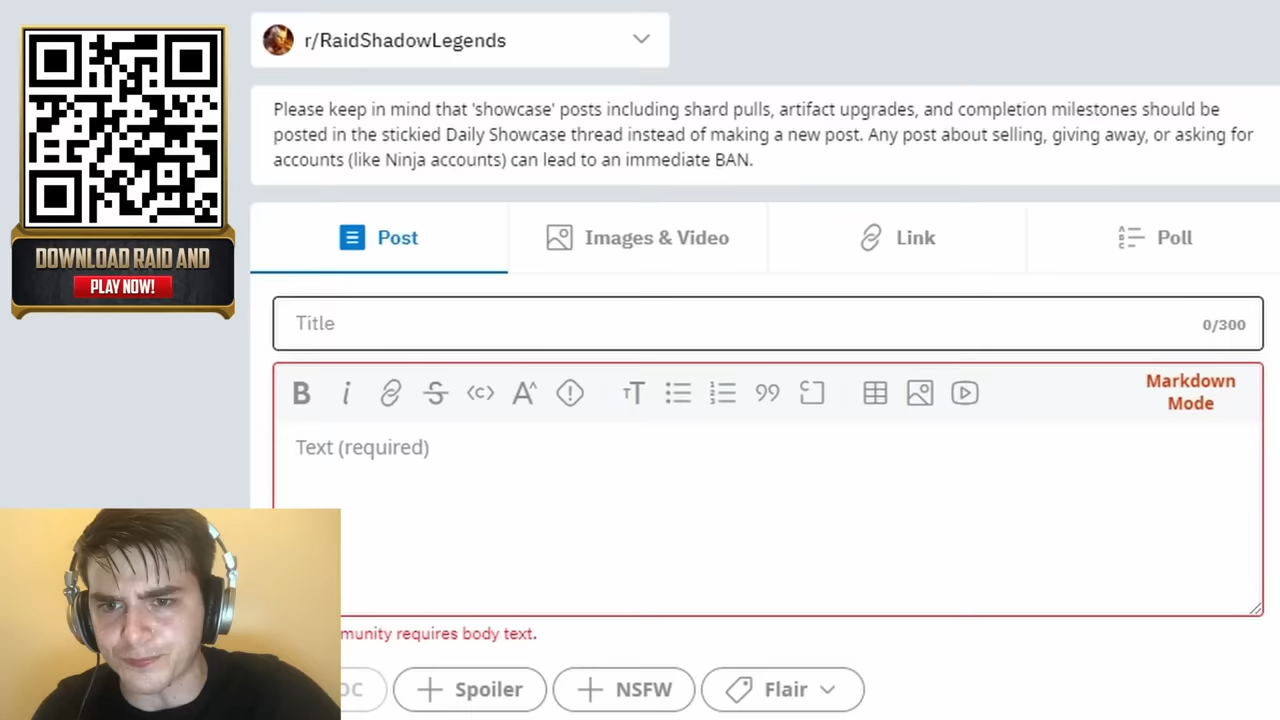 r/RaidShadowLegends
Please keep in mind that 'showcase' posts including shard pulls, artifact upgrades, and completion milestones should be
posted in the stickied Daily Showcase thread instead of making a new post. Any post about selling, giving away, or asking for
accounts (like Ninja accounts) can lead to an immediate BAN.
Post
Images & Video
Link
Poll
DOWNLOAD RAID AND
PLAY NOW!
Title
0/300
Markdown
Mode
Text (required)
munity requires body text.
Spoiler
NSFW
Flair